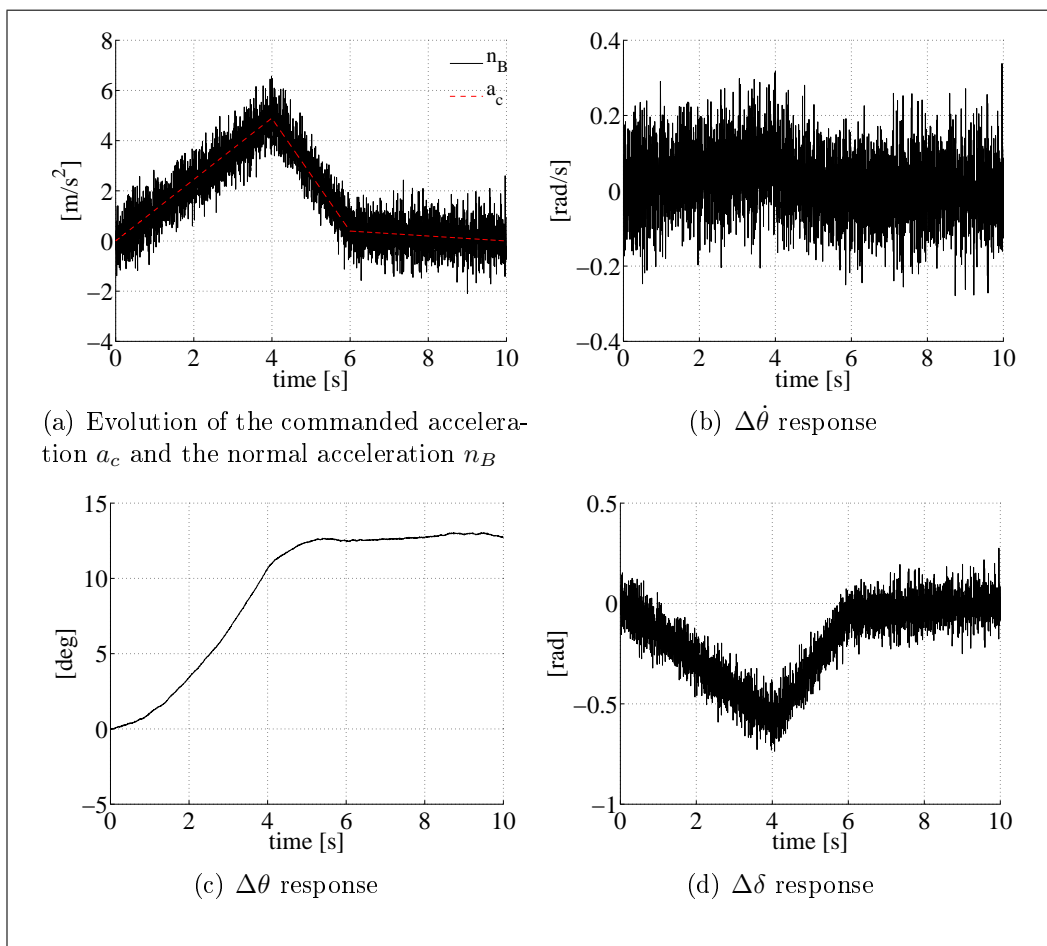 8
6
4
2
0
−2
−4
[m/s²]
n_B
a_c
0 2 4 6 8 10
time [s]
(a) Evolution of the commanded accelera-
tion a_c and the normal acceleration n_B
0.4
0.2
0
−0.2
−0.4
[rad/s]
0 2 4 6 8 10
time [s]
(b) Δθ̇ response
15
10
5
0
−5
[deg]
0 2 4 6 8 10
time [s]
(c) Δθ response
0.5
0
−0.5
−1
[rad]
0 2 4 6 8 10
time [s]
(d) Δδ response